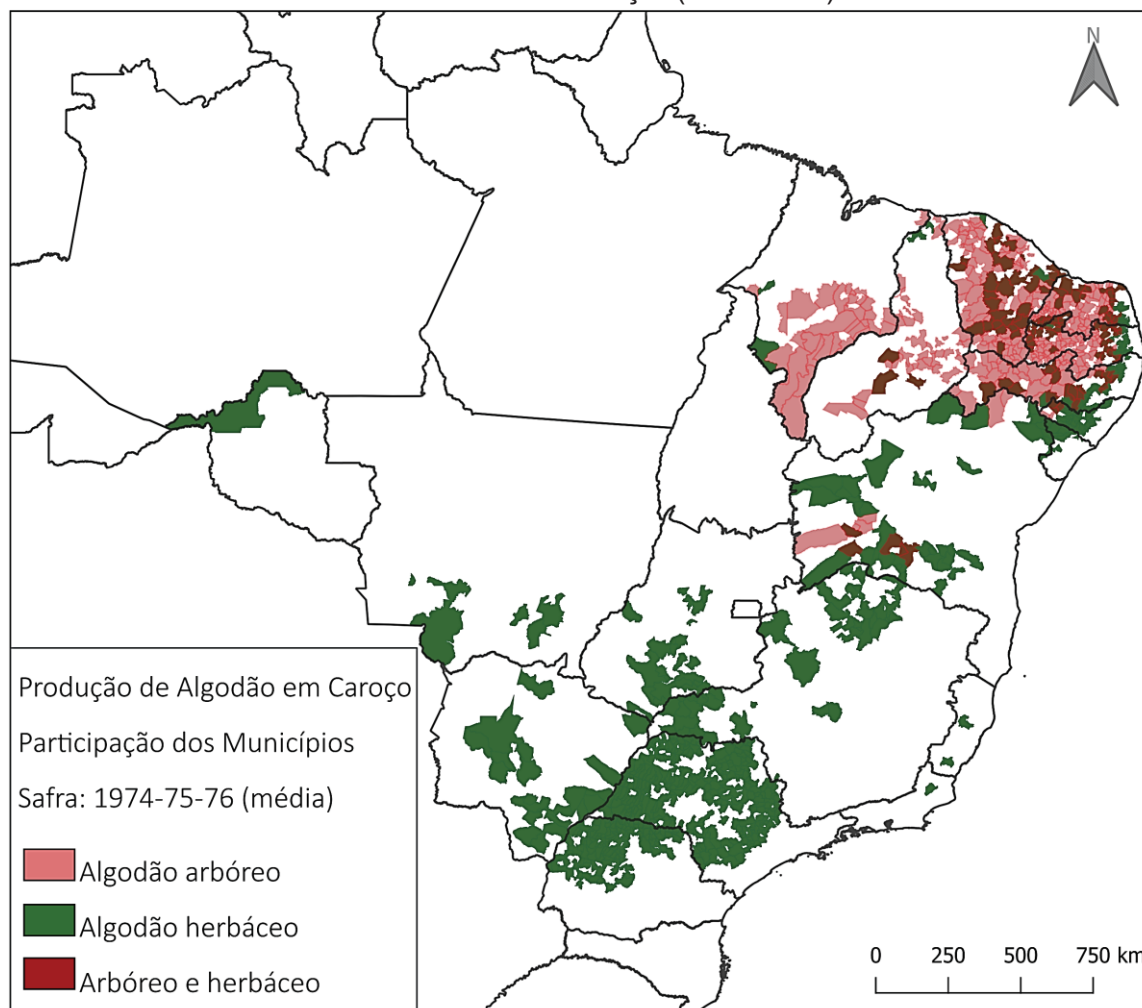 N
Produção de Algodão em Caroço
Participação dos Municípios
Safra: 1974-75-76 (média)
Algodão arbóreo
Algodão herbáceo
Arbóreo e herbáceo
0 250 500 750 km